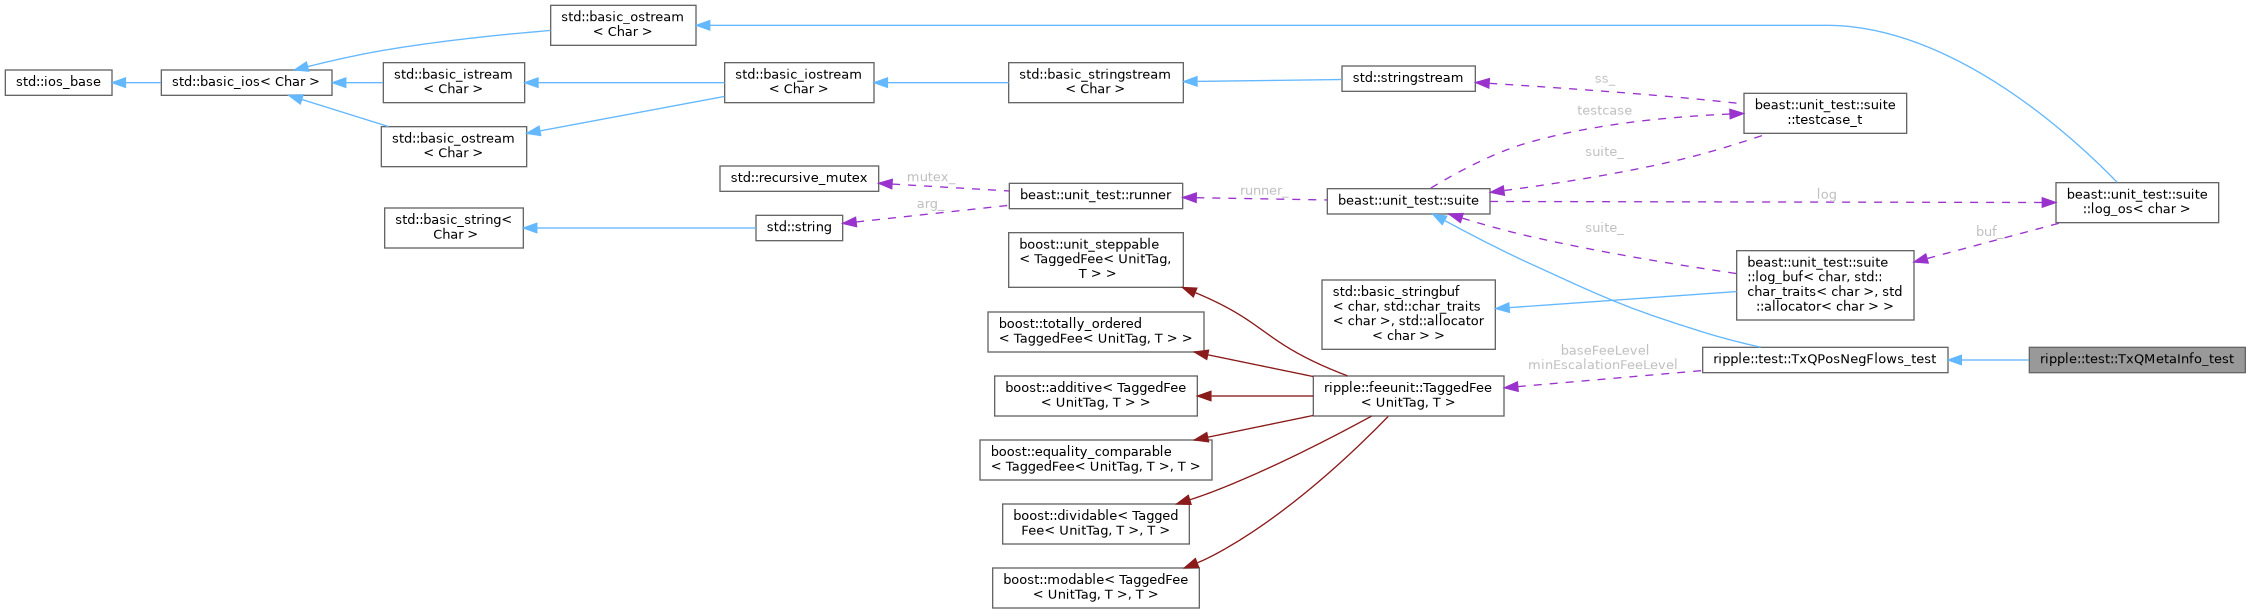 std::basic_ostream
< Char >
std::ios_base
std::basic_ios< Char >
std::basic_istream
< Char >
std::basic_iostream
< Char >
std::basic_stringstream
< Char >
std::stringstream
ss_
beast::unit_test::suite
::testcase_t
testcase
std::basic_ostream
< Char >
suite_
std::recursive_mutex
mutex_
beast::unit_test::runner
runner_
beast::unit_test::suite
log
beast::unit_test::suite
::log_os< char >
arg_
std::basic_string<
Char >
std::string
suite_
buf_
boost::unit_steppable
< TaggedFee< UnitTag,
T > >
beast::unit_test::suite
::log_buf< char, std::
char_traits< char >, std
::allocator< char > >
std::basic_stringbuf
< char, std::char_traits
< char >, std::allocator
< char > >
boost::totally_ordered
< TaggedFee< UnitTag, T > >
baseFeeLevel
minEscalationFeeLevel
ripple::test::TxQPosNegFlows_test
ripple::test::TxQMetaInfo_test
boost::additive< TaggedFee
< UnitTag, T > >
ripple::feeunit::TaggedFee
< UnitTag, T >
boost::equality_comparable
< TaggedFee< UnitTag, T >, T >
boost::dividable< Tagged
Fee< UnitTag, T >, T >
boost::modable< TaggedFee
< UnitTag, T >, T >